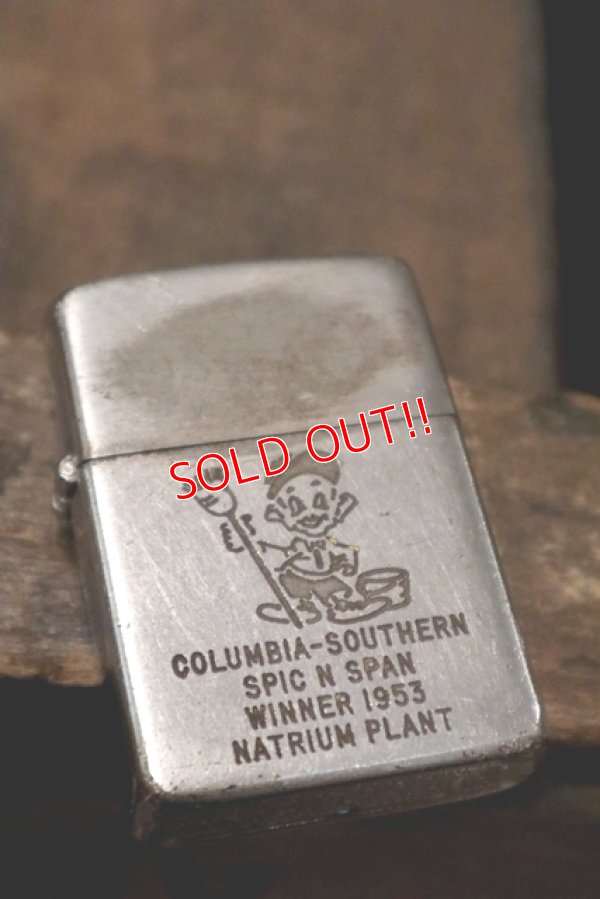 SOLD OUT!!
COLUMBIA-SOUTHERN
SPIC N SPAN
WINNER 1953
NATRIUM PLANT